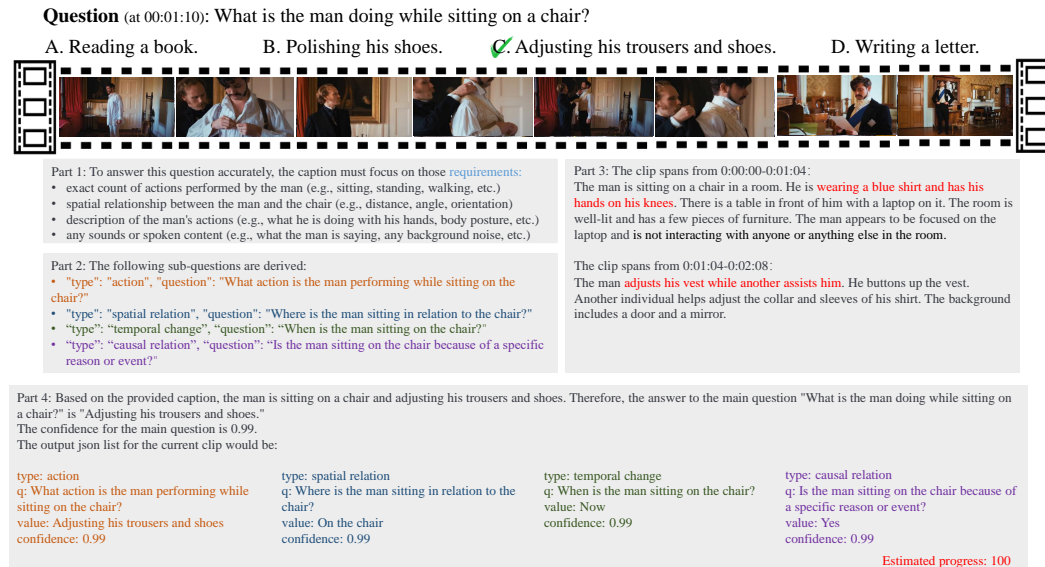 Question (at 00:01:10): What is the man doing while sitting on a chair?
A. Reading a book. B. Polishing his shoes. C. Adjusting his trousers and shoes. D. Writing a letter.
Part 1: To answer this question accurately, the caption must focus on those requirements:
• exact count of actions performed by the man (e.g., sitting, standing, walking, etc.)
• spatial relationship between the man and the chair (e.g., distance, angle, orientation)
• description of the man's actions (e.g., what he is doing with his hands, body posture, etc.)
• any sounds or spoken content (e.g., what the man is saying, any background noise, etc.)
Part 2: The following sub-questions are derived:
• "type": "action", "question": "What action is the man performing while sitting on the
chair?"
• "type": "spatial relation", "question": "Where is the man sitting in relation to the chair?"
• “type“: “temporal change”, “question“: “When is the man sitting on the chair?"
• “type”: “causal relation”, “question”: “Is the man sitting on the chair because of a specific
reason or event?"
Part 3: The clip spans from 0:00:00-0:01:04:
The man is sitting on a chair in a room. He is wearing a blue shirt and has his
hands on his knees. There is a table in front of him with a laptop on it. The room is
well-lit and has a few pieces of furniture. The man appears to be focused on the
laptop and is not interacting with anyone or anything else in the room.
The clip spans from 0:01:04-0:02:08:
The man adjusts his vest while another assists him. He buttons up the vest.
Another individual helps adjust the collar and sleeves of his shirt. The background
includes a door and a mirror.
Part 4: Based on the provided caption, the man is sitting on a chair and adjusting his trousers and shoes. Therefore, the answer to the main question "What is the man doing while sitting on
a chair?" is "Adjusting his trousers and shoes."
The confidence for the main question is 0.99.
The output json list for the current clip would be:
type: action
q: What action is the man performing while
sitting on the chair?
value: Adjusting his trousers and shoes
confidence: 0.99
type: spatial relation
q: Where is the man sitting in relation to the
chair?
value: On the chair
confidence: 0.99
type: temporal change
q: When is the man sitting on the chair?
value: Now
confidence: 0.99
type: causal relation
q: Is the man sitting on the chair because of
a specific reason or event?
value: Yes
confidence: 0.99
Estimated progress: 100